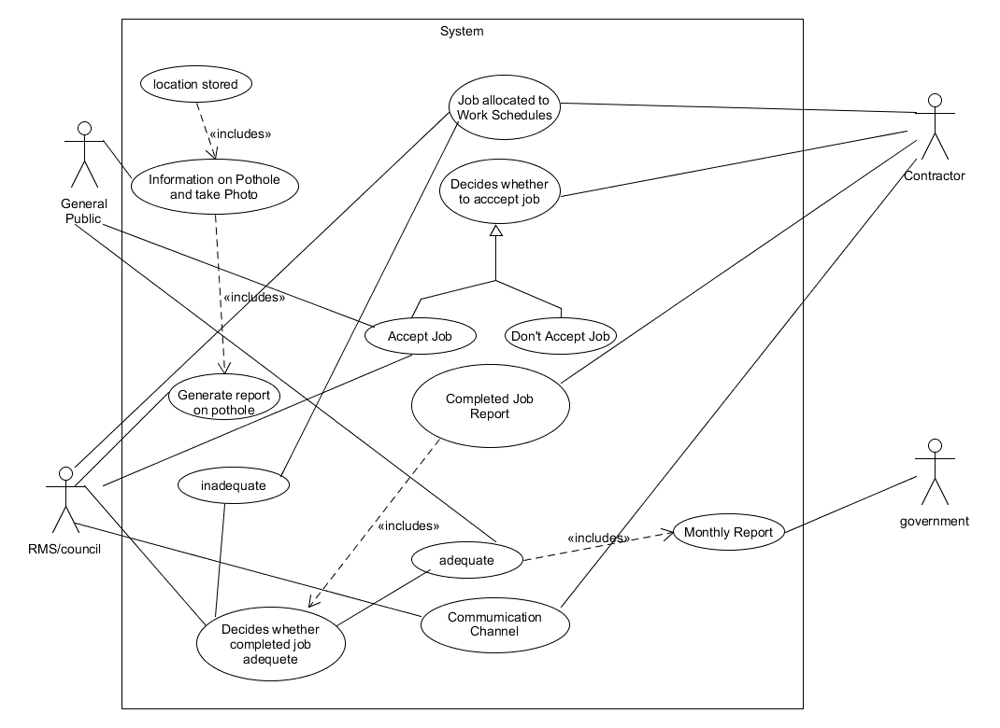 System
location stored
Job allocated to
Work Schedules
«includes»
Information on Pothole
and take Photo
Decides whether
to acccept job
Contractor
General
Public
«includes»
Accept Job
Don't Accept Job
Generate report
on pothole
Completed Job
Report
inadequate
RMS/council
government
«includes»
«includes»
Monthly Report
adequate
Commumication
Channel
Decides whether
completed job
adequete